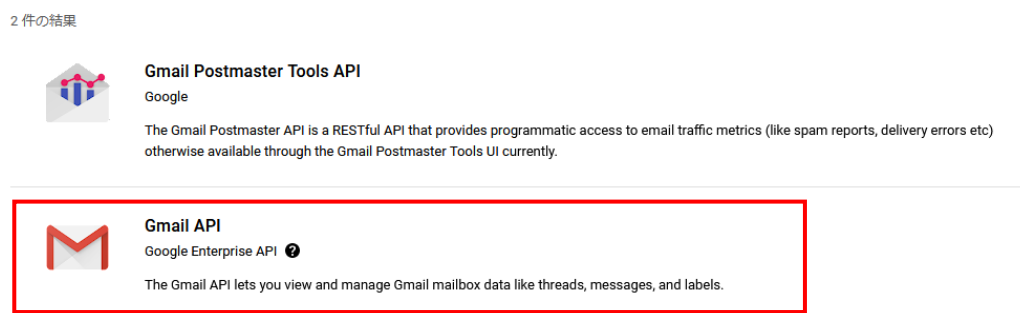 2 件の結果
Gmail Postmaster Tools API
Google
The Gmail Postmaster API is a RESTful API that provides programmatic access to email traffic metrics (like spam reports, delivery errors etc)
otherwise available through the Gmail Postmaster Tools UI currently.
Gmail API
Google Enterprise API ?
The Gmail API lets you view and manage Gmail mailbox data like threads, messages, and labels.